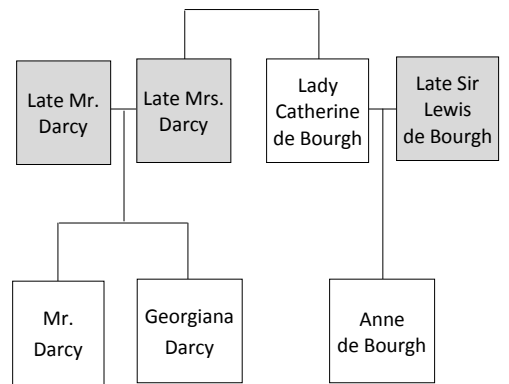 Late Mr.
Darcy
Late Mrs.
Darcy
Lady
Catherine
de Bourgh
Late Sir
Lewis
de Bourgh
Mr.
Darcy
Georgiana
Darcy
Anne
de Bourgh